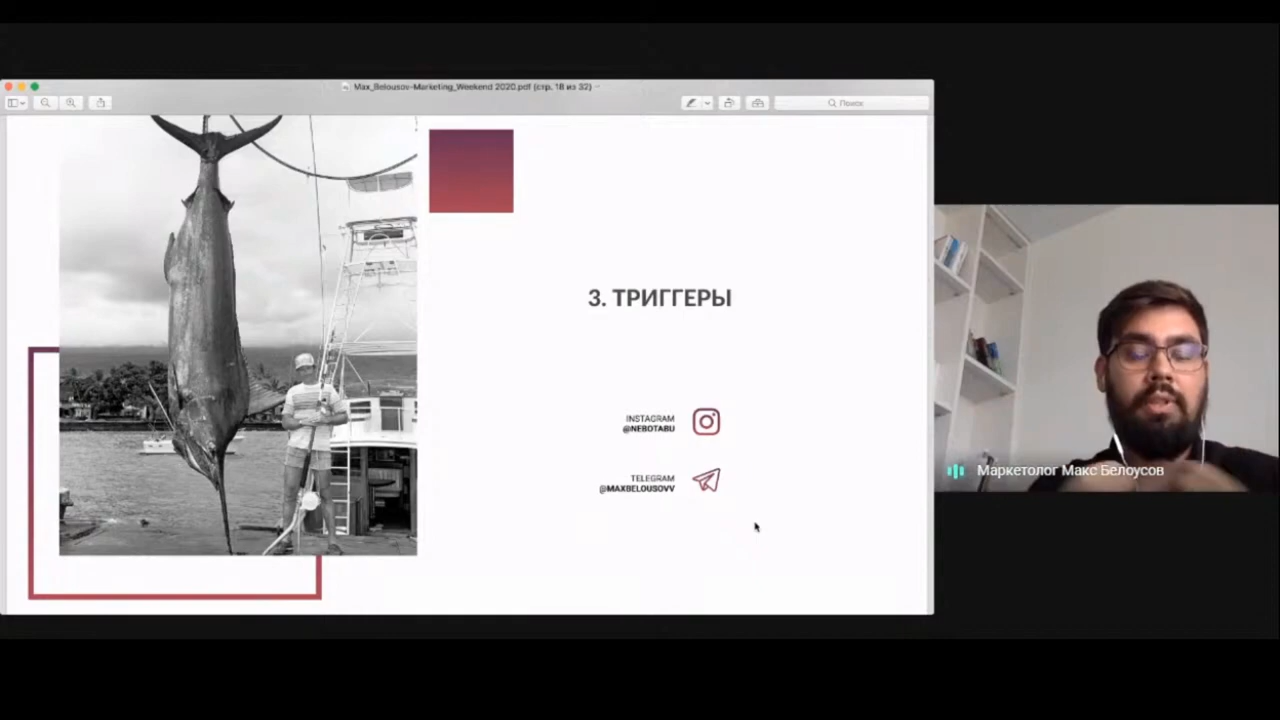 Max_Belousov-Marketing_Weekend 2020.pdf (стр. 18 из 32)
Поиск
3. ТРИГГЕРЫ
INSTAGRAM
@NEBOTABU
TELEGRAM
@MAXBELOUSOVV
Маркетолог Макс Белоусов